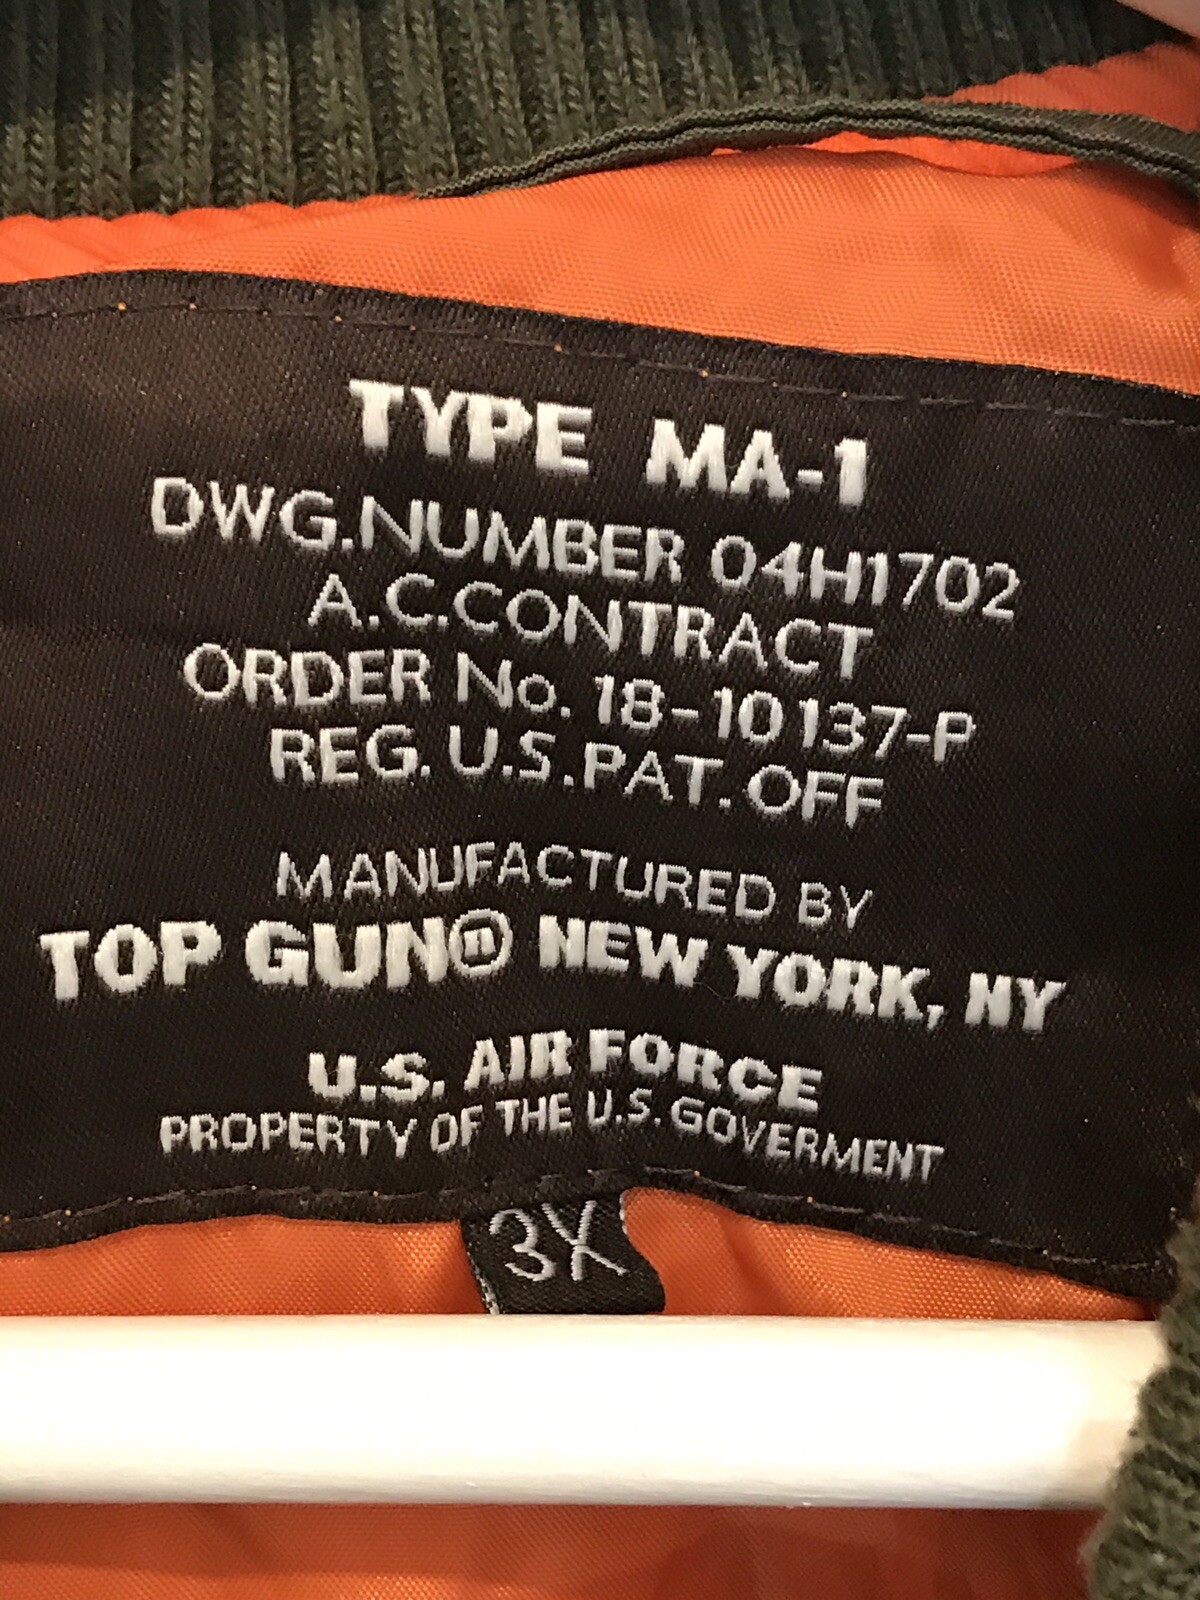 TYPE MA-1
DWG.NUMBER 04H1702
A.C.CONTRACT
ORDER No. 18-10137-P
REG. U.S.PAT. OFF
MANUFACTURED BY
TOP GUN® NEW YORK, NY
U.S. AIR FORCE
PROPERTY OF THE U.S. GOVERMENT
3X